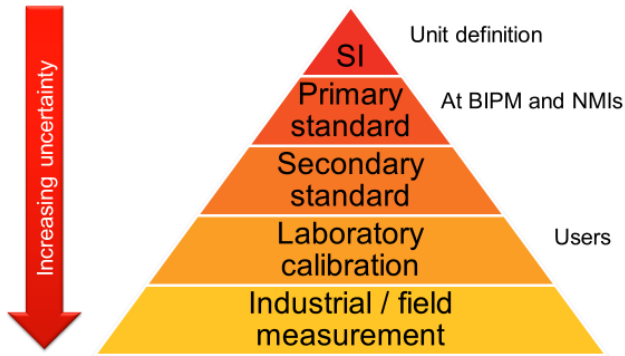 Increasing uncertainty
SI
Unit definition
Primary
standard
At BIPM and NMIs
Secondary
standard
Laboratory
calibration
Users
Industrial / field
measurement